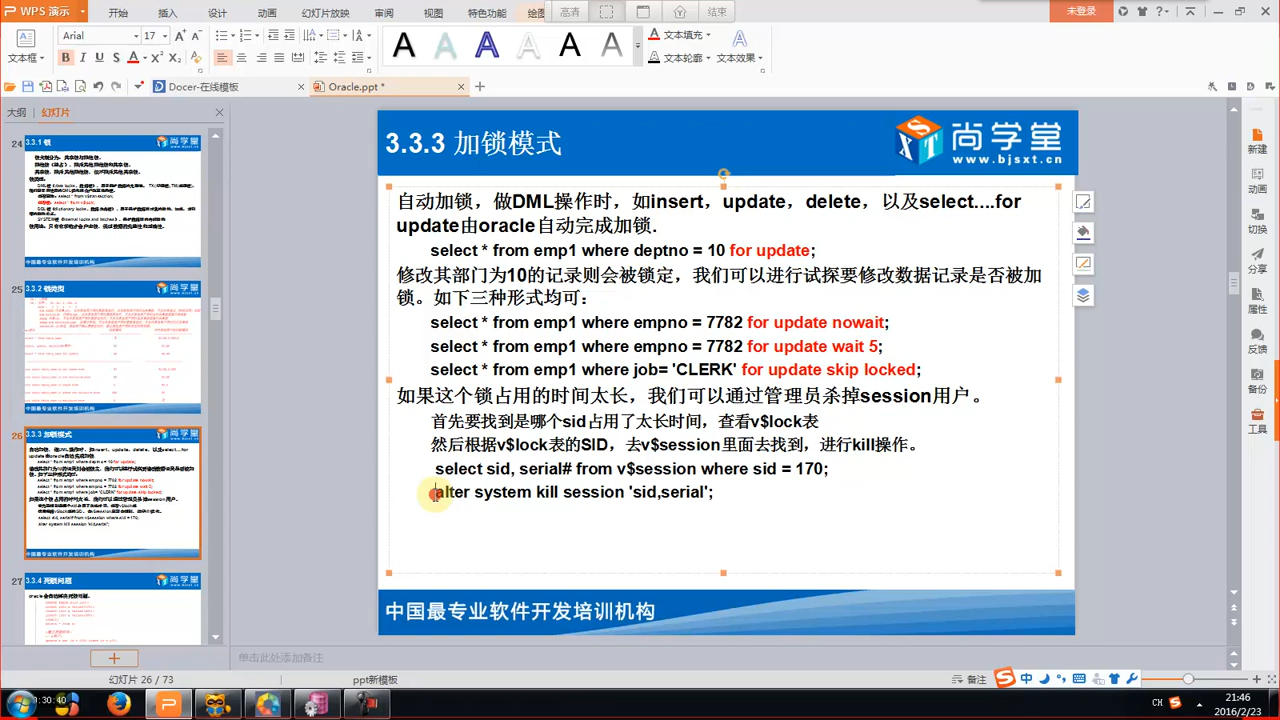 WPS 演示
开始
插入
设计
动画
幻灯片放映
审阅
视图
特色功能
绘图
高清
结束
未登录
文本框
Arial
17
B I U S A X² X₂
A A A A A A
文本填充
文本轮廓
文本效果
Docer-在线模板
Oracle.ppt *
大纲 幻灯片
24
3.3.1 锁
25
3.3.2 锁类型
26
3.3.3 加锁模式
27
3.3.4 死锁问题
3.3.3 加锁模式
尚学堂
www.bjsxt.cn
自动加锁，做DML操作时，如insert，update，delete，以及select....for
update由oracle自动完成加锁.
select * from emp1 where deptno = 10 for update;
修改其部门为10的记录则会被锁定，我们可以进行试探要修改数据记录是否被加
锁。如下三种形式均可：
select * from emp1 where empno = 7782 for update nowait;
select * from emp1 where empno = 7782 for update wait 5;
select * from emp1 where job= 'CLERK' for update skip locked;
如果这个锁占用的时间太长，我们可以通过管理员杀掉session用户。
首先要找到是哪个sid占用了太长时间，查看v$lock表
然后根据v$lock表的SID，去v$session里面去找到，进行kill操作。
select sid, serial# from v$session where sid = 170;
alter system kill session 'sid,serial';
中国最专业软件开发培训机构
新建
动画
切换
分享
属性
反馈
备份
工具
单击此处添加备注
幻灯片 26 / 73
ppt新模板
备注
中
:30:40
CH
21:46
2016/2/23